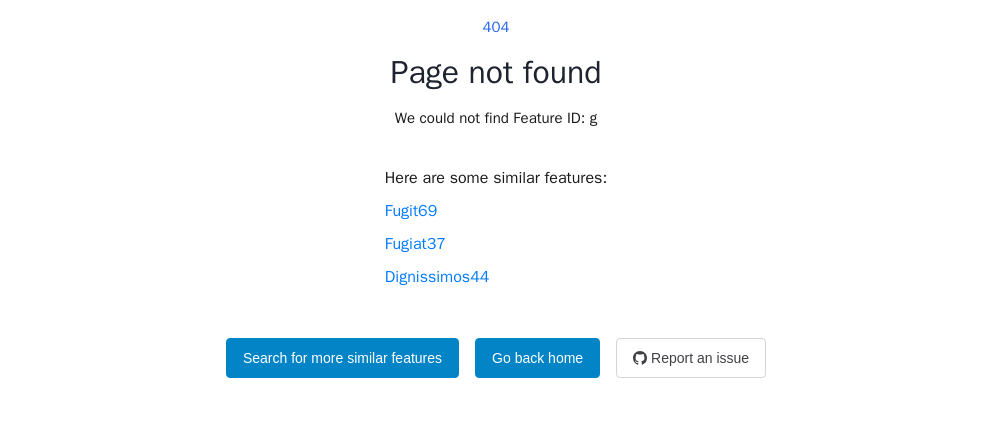 404
Page not found
We could not find Feature ID: g
Here are some similar features:
Fugit69
Fugiat37
Dignissimos44
Search for more similar features
Go back home
Report an issue